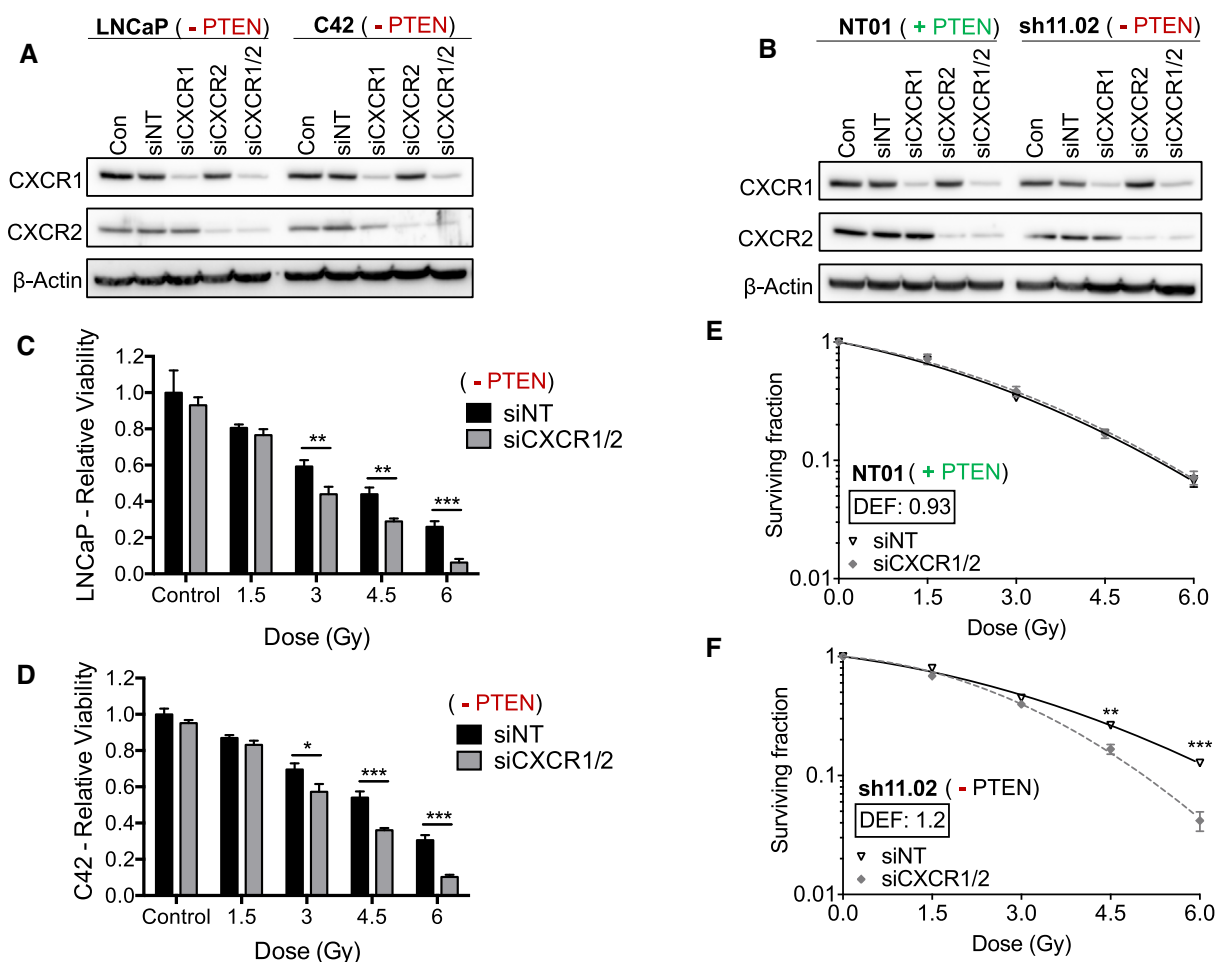 A
LNCaP ( - PTEN)
C42 ( - PTEN)
Con
siNT
siCXCR1
siCXCR2
siCXCR1/2
Con
siNT
siCXCR1
siCXCR2
siCXCR1/2
CXCR1
CXCR2
β-Actin
B
NT01 ( + PTEN)
sh11.02 ( - PTEN)
Con
siNT
siCXCR1
siCXCR2
siCXCR1/2
Con
siNT
siCXCR1
siCXCR2
siCXCR1/2
CXCR1
CXCR2
β-Actin
C
LNCaP - Relative Viability
1.2
1.0
0.8
0.6
0.4
0.2
0.0
Control 1.5 3 4.5 6
Dose (Gy)
** ** ***
( - PTEN)
siNT
siCXCR1/2
D
C42 - Relative Viability
1.2
1.0
0.8
0.6
0.4
0.2
0.0
Control 1.5 3 4.5 6
Dose (Gy)
* *** ***
( - PTEN)
siNT
siCXCR1/2
E
Surviving fraction
1
0.1
0.01
0.0 1.5 3.0 4.5 6.0
Dose (Gy)
NT01 ( + PTEN)
DEF: 0.93
siNT
siCXCR1/2
F
Surviving fraction
1
0.1
0.01
0.0 1.5 3.0 4.5 6.0
Dose (Gy)
** ***
sh11.02 ( - PTEN)
DEF: 1.2
siNT
siCXCR1/2